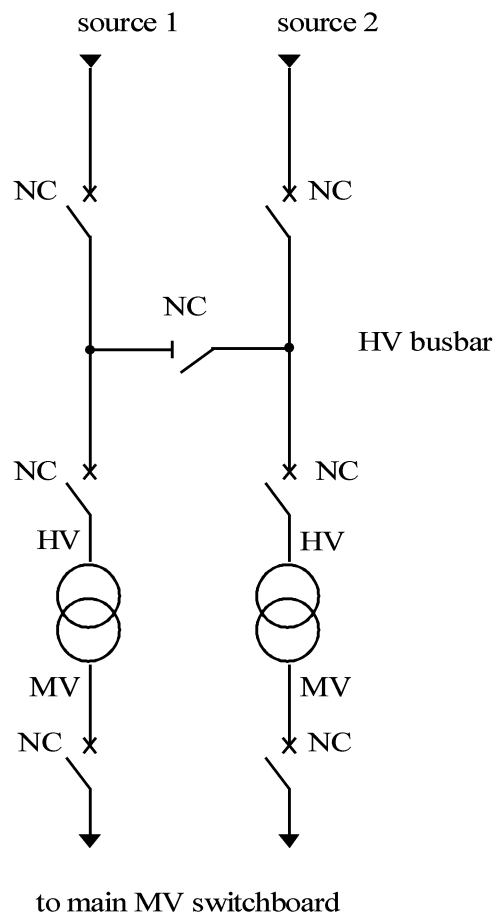 source 1 source 2
NC NC
NC
HV busbar
NC NC
HV HV
MV MV
NC NC
to main MV switchboard